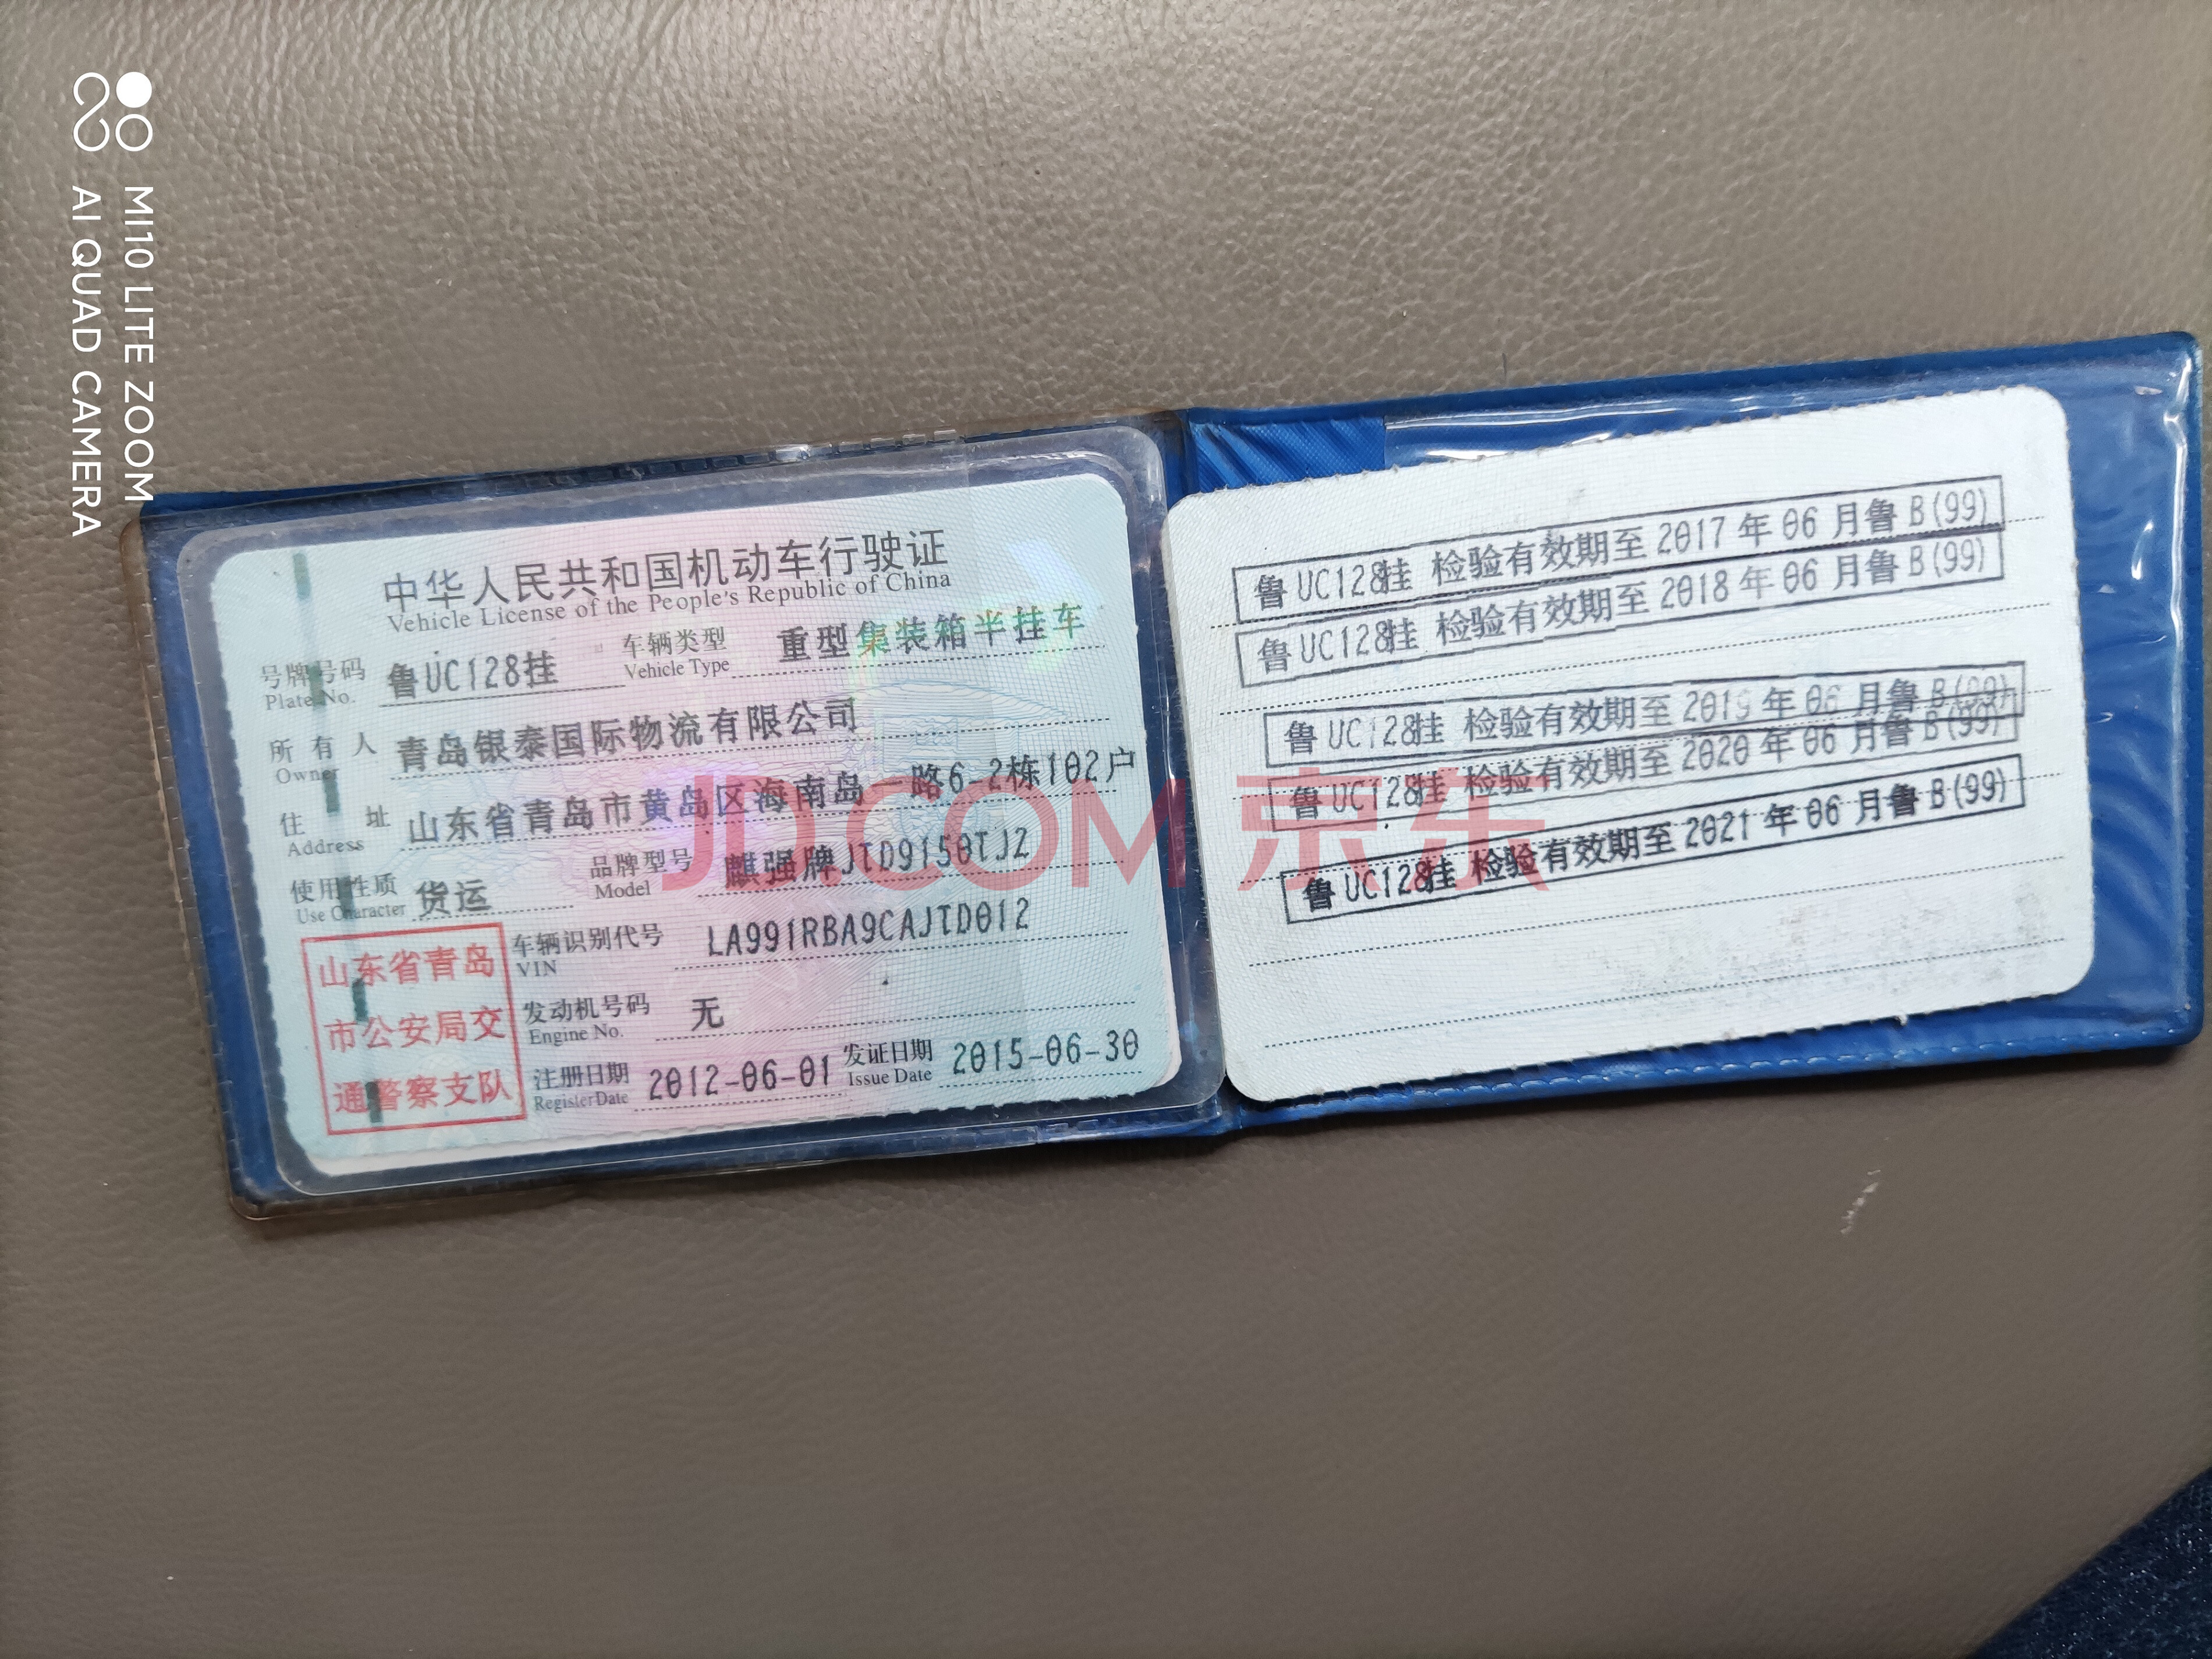 MI10 LITE ZOOM
AI QUAD CAMERA
中华人民共和国机动车行驶证
Vehicle License of the People's Republic of China
号牌号码 鲁UC128挂 车辆类型 重型集装箱半挂车
Plate No. Vehicle Type
所有人 青岛银泰国际物流有限公司
Owner
住址 山东省青岛市黄岛区海南岛一路6-2栋102户
Address
使用性质 货运 品牌型号 麒强牌JTD9150TJZ
Use Character Model
车辆识别代号 LA991RBA9CAJTD012
VIN
发动机号码 无
Engine No.
注册日期 2012-06-01 发证日期 2015-06-30
Register Date Issue Date
山东省青岛
市公安局交
通警察支队
鲁UC128挂 检验有效期至2017年06月鲁B(99)
鲁UC128挂 检验有效期至2018年06月鲁B(99)
鲁UC128挂 检验有效期至2019年06月鲁B(99)
鲁UC128挂 检验有效期至2020年06月鲁B(99)
鲁UC128挂 检验有效期至2021年06月鲁B(99)
JD.COM 京东